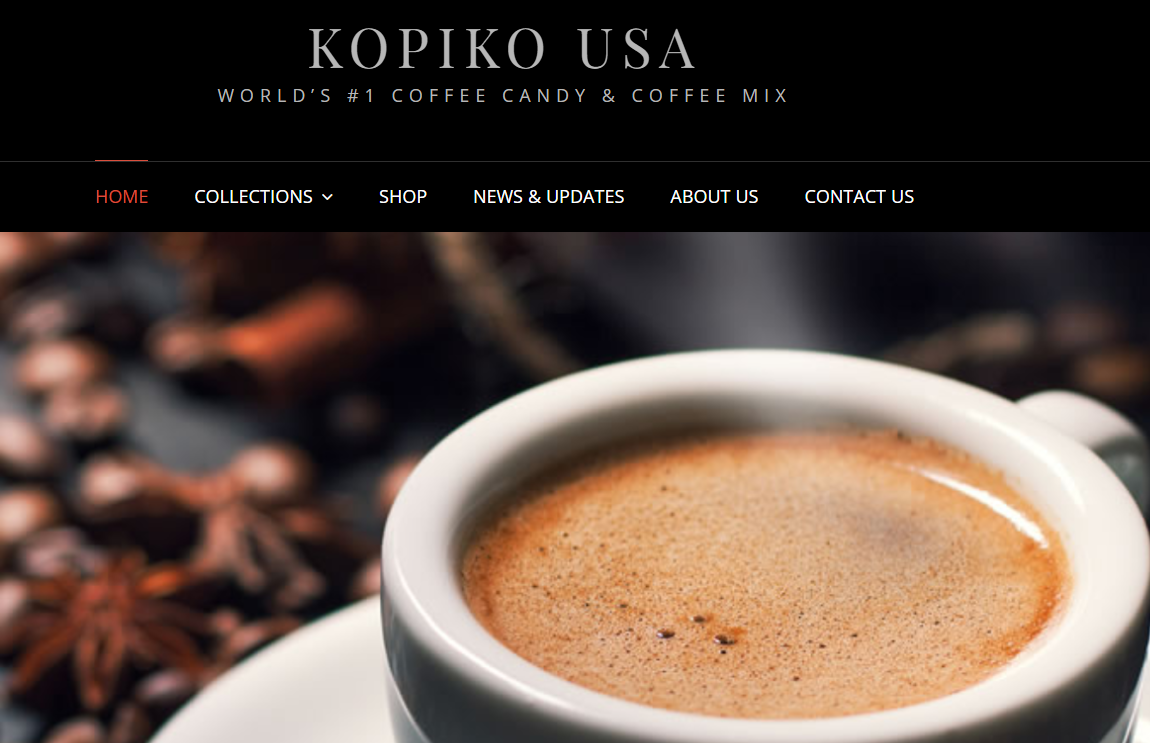 KOPIKO USA
WORLD’S #1 COFFEE CANDY & COFFEE MIX
HOME COLLECTIONS SHOP NEWS & UPDATES ABOUT US CONTACT US